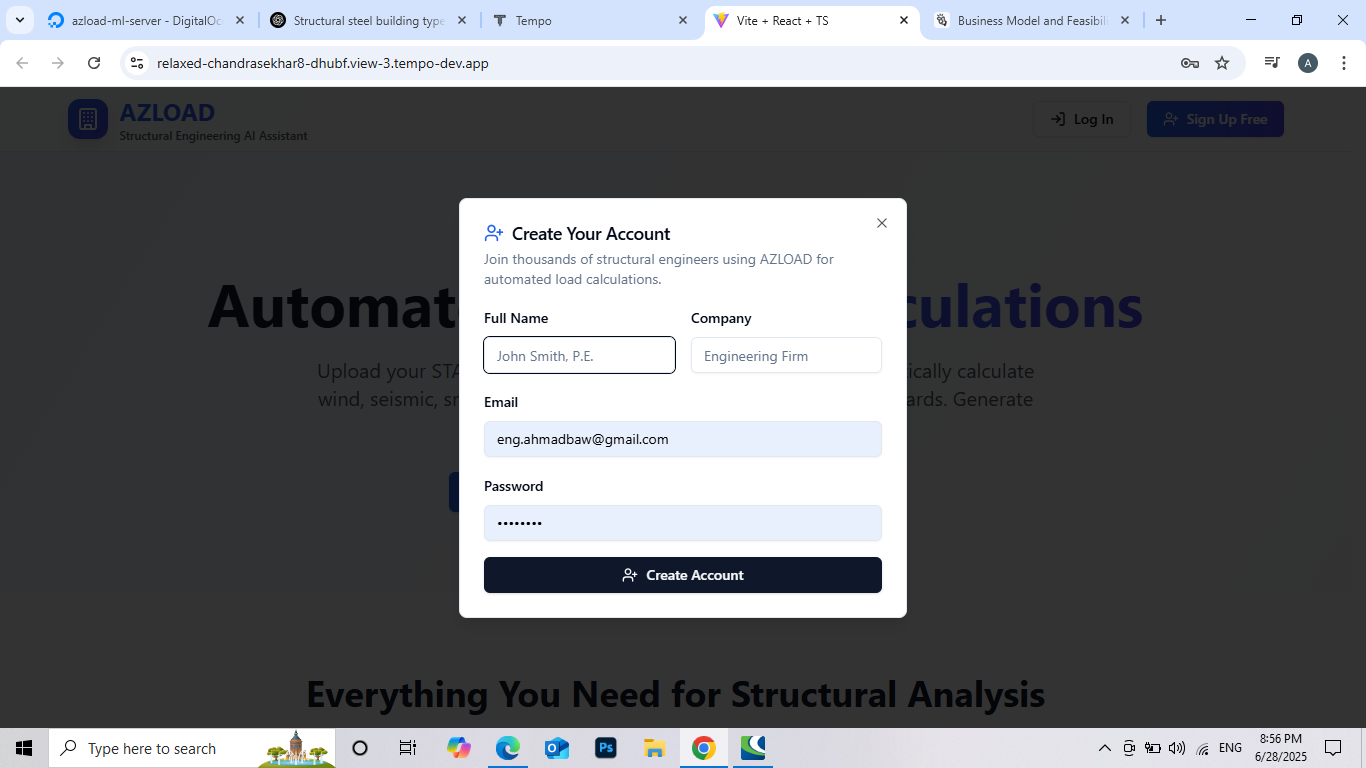 azload-ml-server - DigitalOc
Structural steel building type
Tempo
Vite + React + TS
Business Model and Feasibil
relaxed-chandrasekhar8-dhubf.view-3.tempo-dev.app
A
AZLOAD
Structural Engineering AI Assistant
Log In
Sign Up Free
Create Your Account
Join thousands of structural engineers using AZLOAD for
automated load calculations.
Full Name
Company
John Smith, P.E.
Engineering Firm
Automat
culations
Upload your STA
ically calculate
wind, seismic, sn
ards. Generate
Email
eng.ahmadbaw@gmail.com
Password
Create Account
Everything You Need for Structural Analysis
Type here to search
Ps
ENG
8:56 PM
6/28/2025